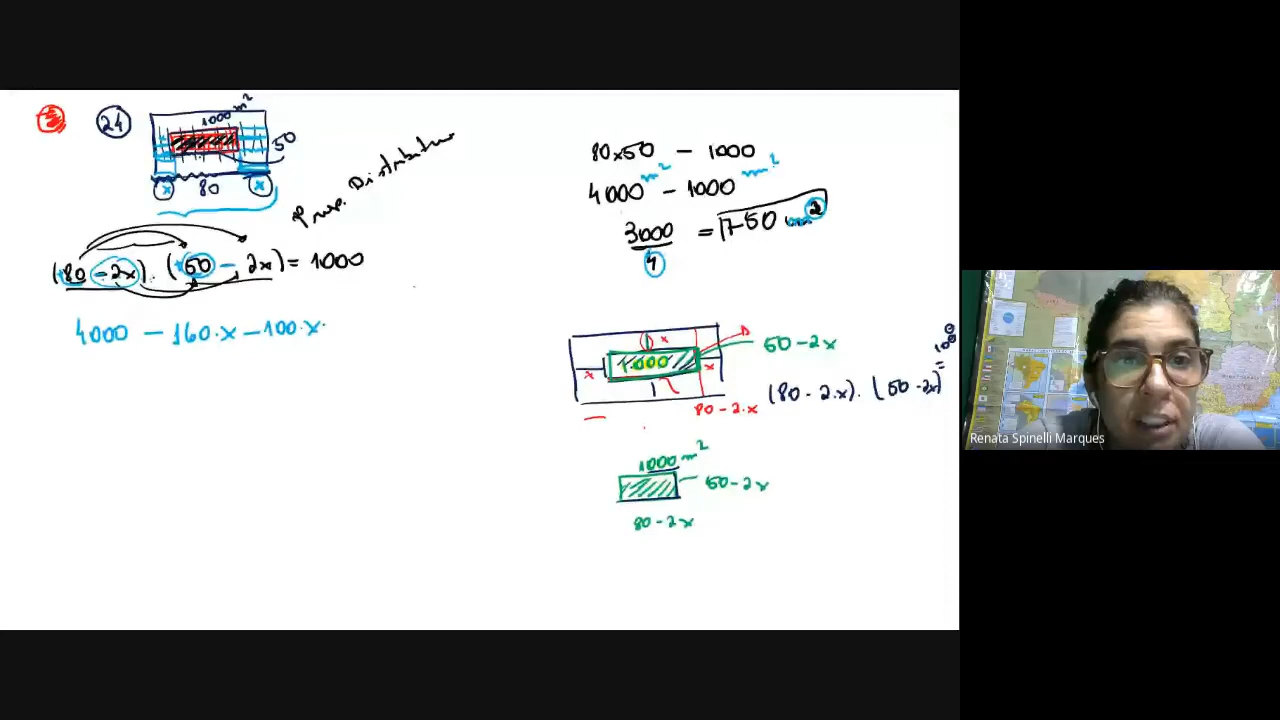 24
1000 m²
50
x 80 x
Prop. Distributiva
(80 - 2x) . (50 - 2x) = 1000
4000 - 160.x - 100.x.
80x50 - 1000
4000 m² - 1000 m²
3000 / 4 = 750 m²
x
1.000
50 - 2x
x
x
80 - 2.x
(80 - 2.x) . (50 - 2x) = 1000
1000 m²
50 - 2x
80 - 2x
Renata Spinelli Marques